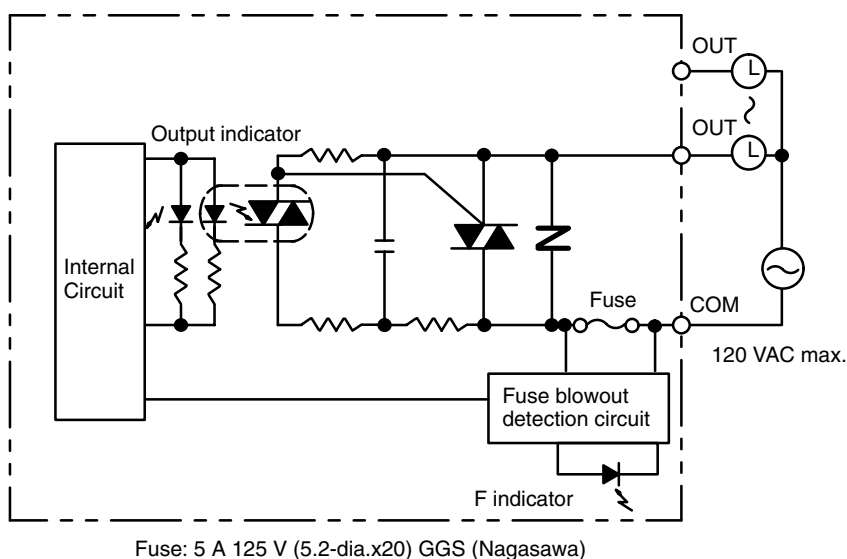 OUT
L
OUT
L
Output indicator
Internal
Circuit
Fuse
COM
120 VAC max.
Fuse blowout
detection circuit
F indicator
Fuse: 5 A 125 V (5.2-dia.x20) GGS (Nagasawa)